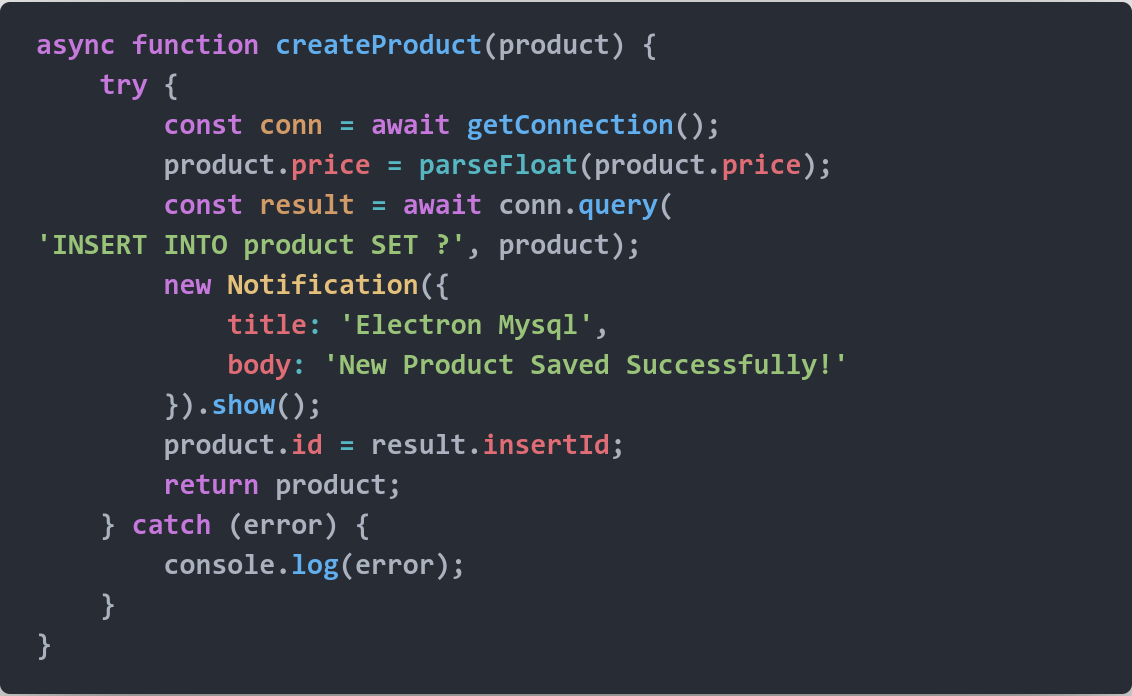 async function createProduct(product) {
    try {
        const conn = await getConnection();
        product.price = parseFloat(product.price);
        const result = await conn.query(
'INSERT INTO product SET ?', product);
        new Notification({
            title: 'Electron Mysql',
            body: 'New Product Saved Successfully!'
        }).show();
        product.id = result.insertId;
        return product;
    } catch (error) {
        console.log(error);
    }
}